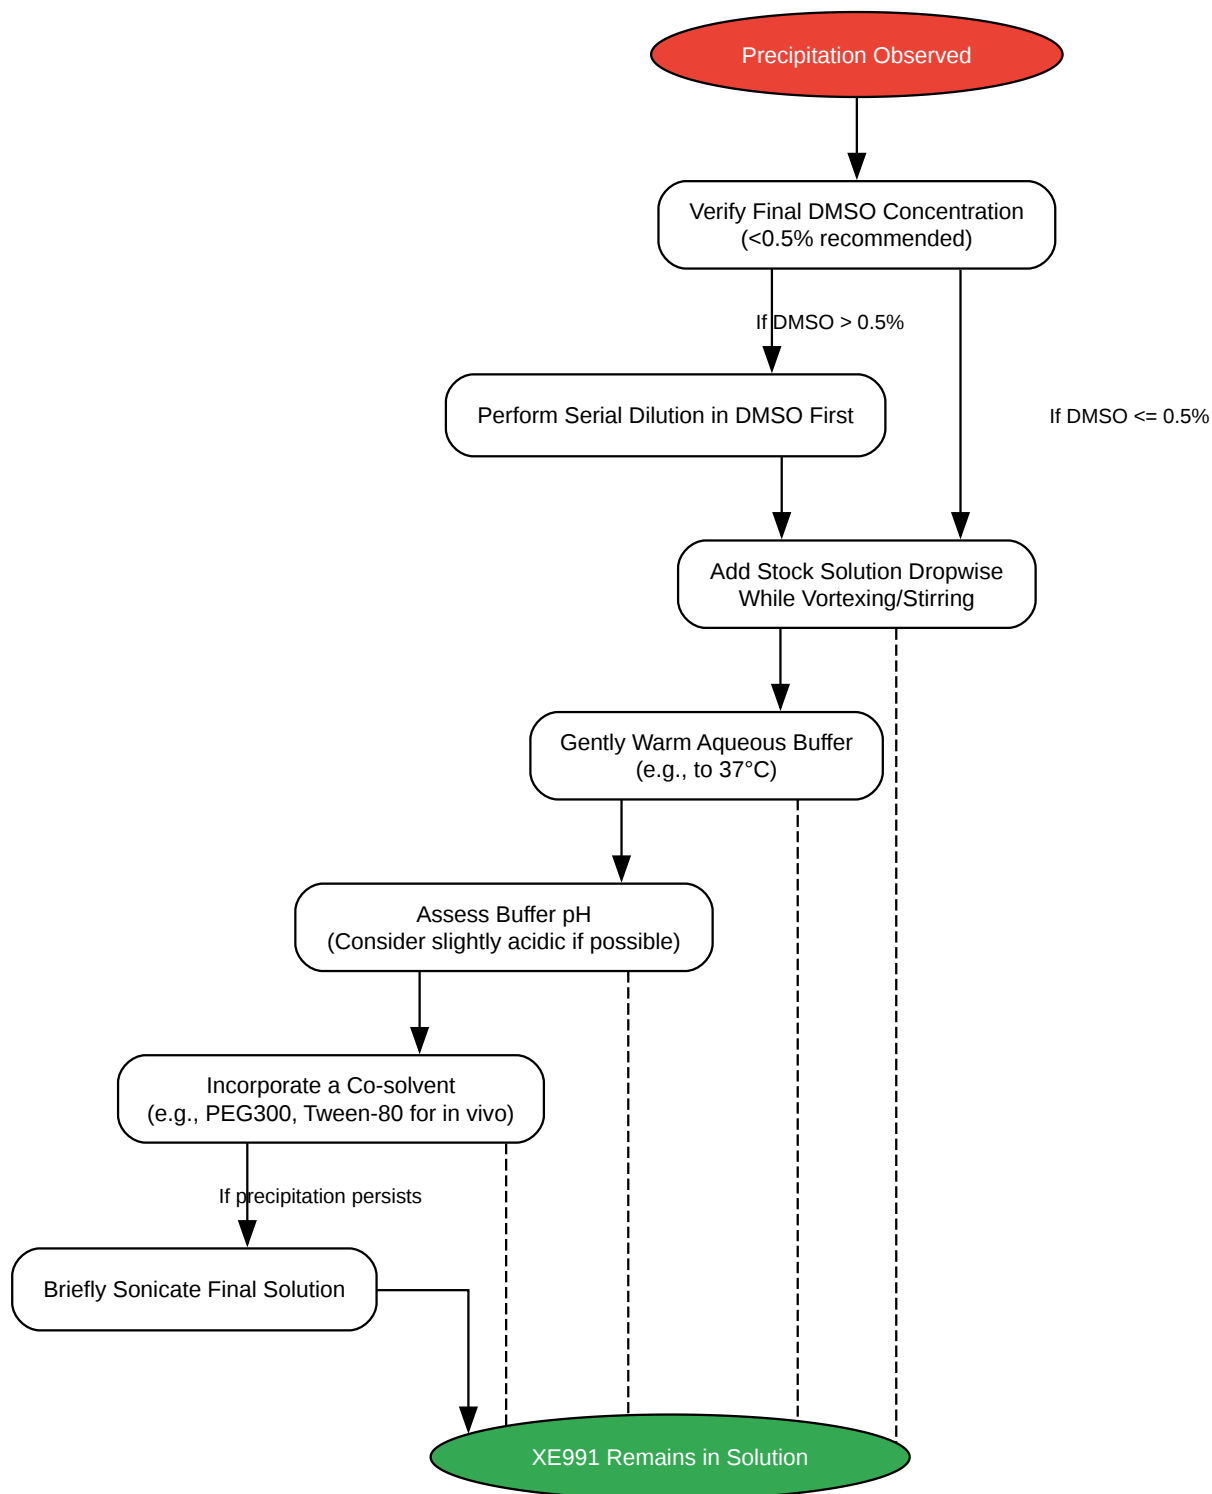 Precipitation Observed
Verify Final DMSO Concentration
(<0.5% recommended)
If DMSO > 0.5%
Perform Serial Dilution in DMSO First
If DMSO <= 0.5%
Add Stock Solution Dropwise
While Vortexing/Stirring
Gently Warm Aqueous Buffer
(e.g., to 37°C)
Assess Buffer pH
(Consider slightly acidic if possible)
Incorporate a Co-solvent
(e.g., PEG300, Tween-80 for in vivo)
If precipitation persists
Briefly Sonicate Final Solution
XE991 Remains in Solution